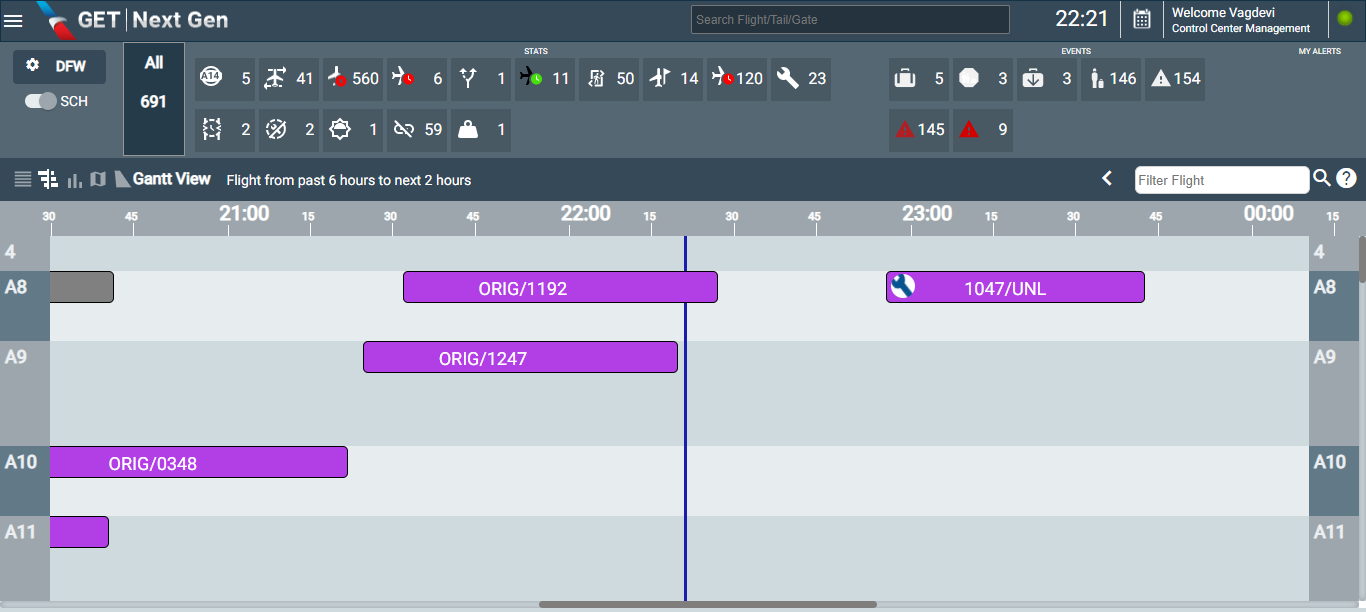 GET Next Gen
Search Flight/Tail/Gate
22:21
Welcome Vagdevi
Control Center Management
DFW
SCH
All
691
STATS
EVENTS
MY ALERTS
A14 5 41 560 6 1 11 50 14 120 23
5 3 3 146 154
2 2 1 59 1
145 9
Gantt View Flight from past 6 hours to next 2 hours
Filter Flight
?
30 45 21:00 15 30 45 22:00 15 30 45 23:00 15 30 45 00:00 15
4 4
A8 ORIG/1192 1047/UNL A8
A9 ORIG/1247 A9
A10 ORIG/0348 A10
A11 A11